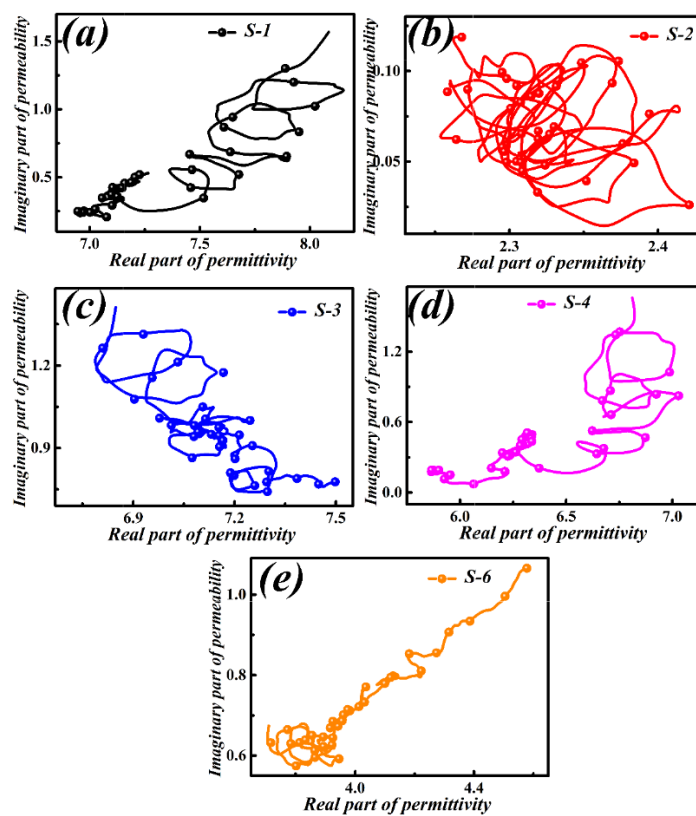 (a)
S-1
1.5
1.0
0.5
7.0
7.5
8.0
Imaginary part of permeability
Real part of permittivity
(b)
S-2
0.10
0.05
2.3
2.4
Imaginary part of permeability
Real part of permittivity
(c)
S-3
1.2
0.9
6.9
7.2
7.5
Imaginary part of permeability
Real part of permittivity
(d)
S-4
1.2
0.6
0.0
6.0
6.5
7.0
Imaginary part of permeability
Real part of permittivity
(e)
S-6
1.0
0.8
0.6
4.0
4.4
Imaginary part of permeability
Real part of permittivity